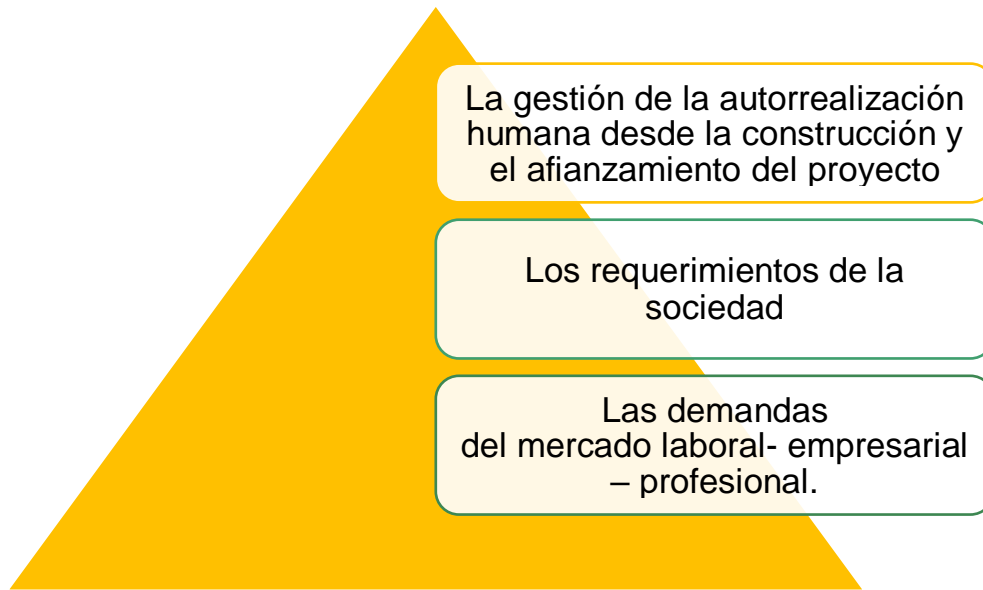 La gestión de la autorrealización
humana desde la construcción y
el afianzamiento del proyecto
Los requerimientos de la
sociedad
Las demandas
del mercado laboral- empresarial
– profesional.